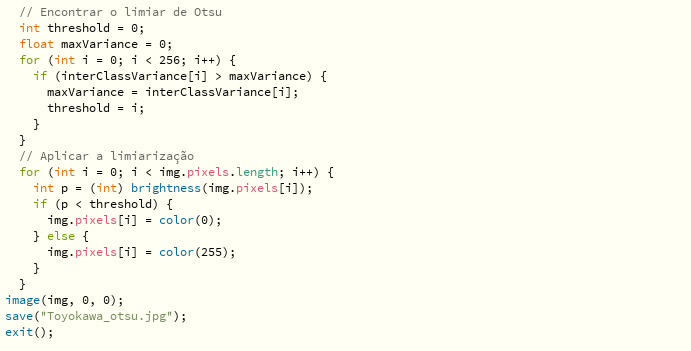 // Encontrar o limiar de Otsu
int threshold = 0;
float maxVariance = 0;
for (int i = 0; i < 256; i++) {
if (interClassVariance[i] > maxVariance) {
maxVariance = interClassVariance[i];
threshold = i;
}
}
// Aplicar a limiarização
for (int i = 0; i < img.pixels.length; i++) {
int p = (int) brightness(img.pixels[i]);
if (p < threshold) {
img.pixels[i] = color(0);
} else {
img.pixels[i] = color(255);
}
}
image(img, 0, 0);
save("Toyokawa_otsu.jpg");
exit();